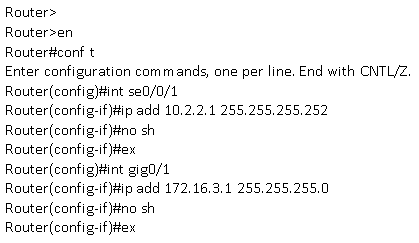 Router>
Router>en
Router#conf t
Enter configuration commands, one per line. End with CNTL/Z.
Router(config)#int se0/0/1
Router(config-if)#ip add 10.2.2.1 255.255.255.252
Router(config-if)#no sh
Router(config-if)#ex
Router(config)#int gig0/1
Router(config-if)#ip add 172.16.3.1 255.255.255.0
Router(config-if)#no sh
Router(config-if)#ex